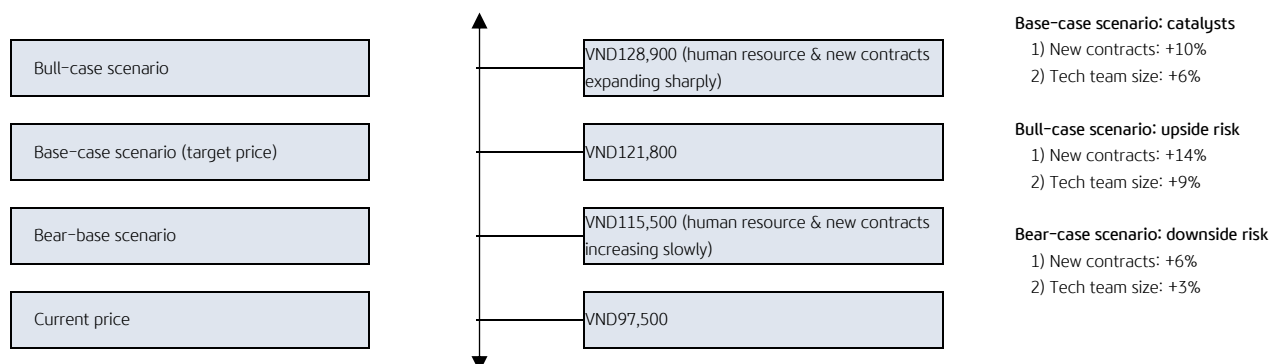 Bull-case scenario
VND128,900 (human resource & new contracts
expanding sharply)
Base-case scenario (target price)
VND121,800
Bear-base scenario
VND115,500 (human resource & new contracts
increasing slowly)
Current price
VND97,500
Base-case scenario: catalysts
1) New contracts: +10%
2) Tech team size: +6%
Bull-case scenario: upside risk
1) New contracts: +14%
2) Tech team size: +9%
Bear-case scenario: downside risk
1) New contracts: +6%
2) Tech team size: +3%